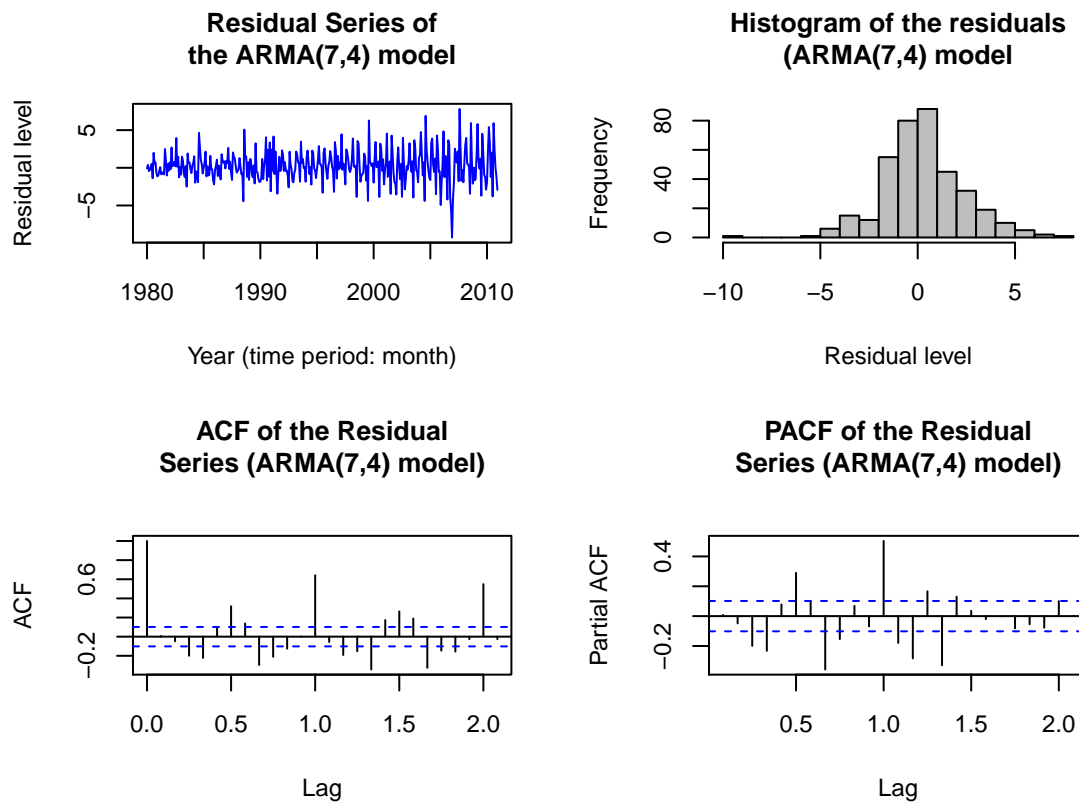 Residual Series of
the ARMA(7,4) model
Residual level
5
−5
1980 1990 2000 2010
Year (time period: month)
Histogram of the residuals
(ARMA(7,4) model
Frequency
80
40
0
−10 −5 0 5
Residual level
ACF of the Residual
Series (ARMA(7,4) model)
ACF
0.6
−0.2
0.0 0.5 1.0 1.5 2.0
Lag
PACF of the Residual
Series (ARMA(7,4) model)
Partial ACF
0.4
−0.2
0.5 1.0 1.5 2.0
Lag